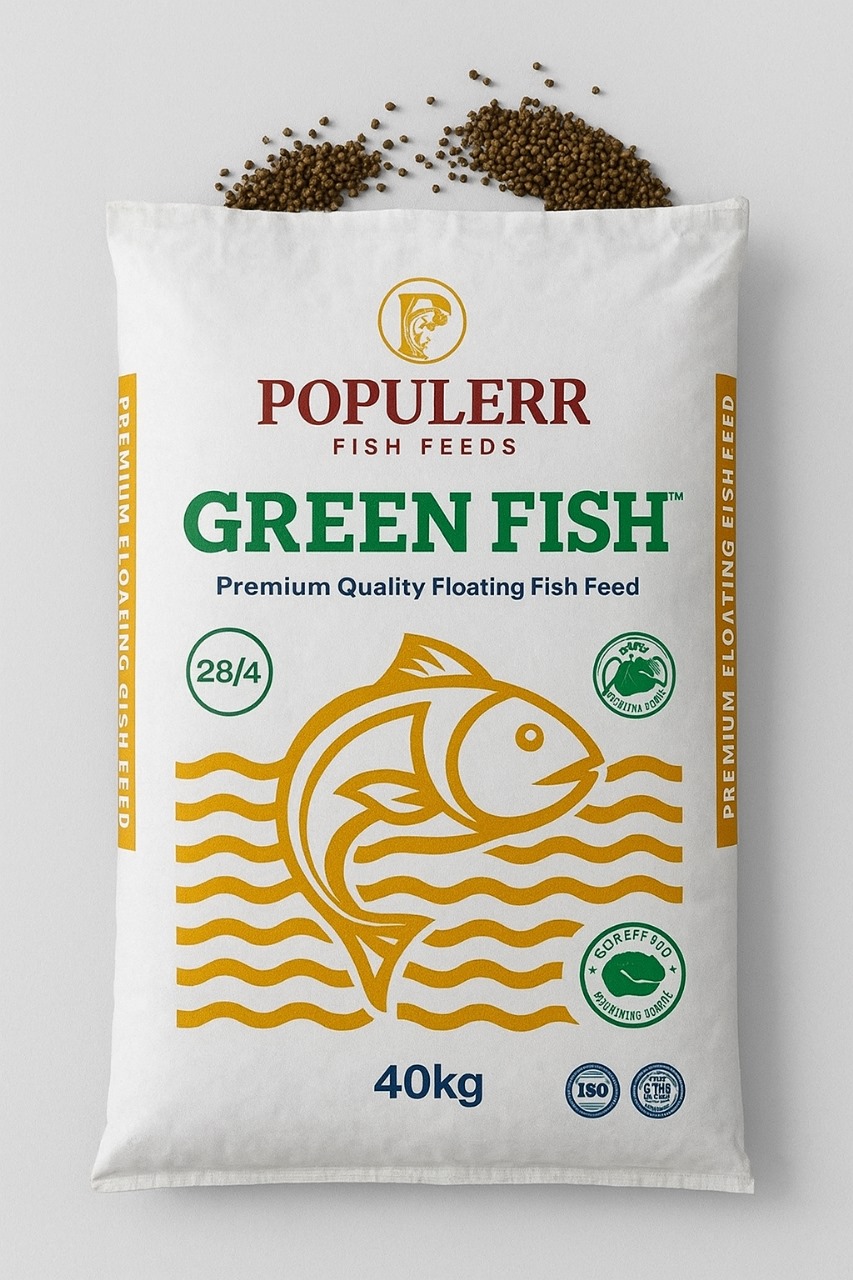 POPULERR
FISH FEEDS
GREEN FISH™
Premium Quality Floating Fish Feed
28/4
PREMIUM ELOAEING GISH FEED
PREMIUM ELOATING EISH FEED
40kg
ISO